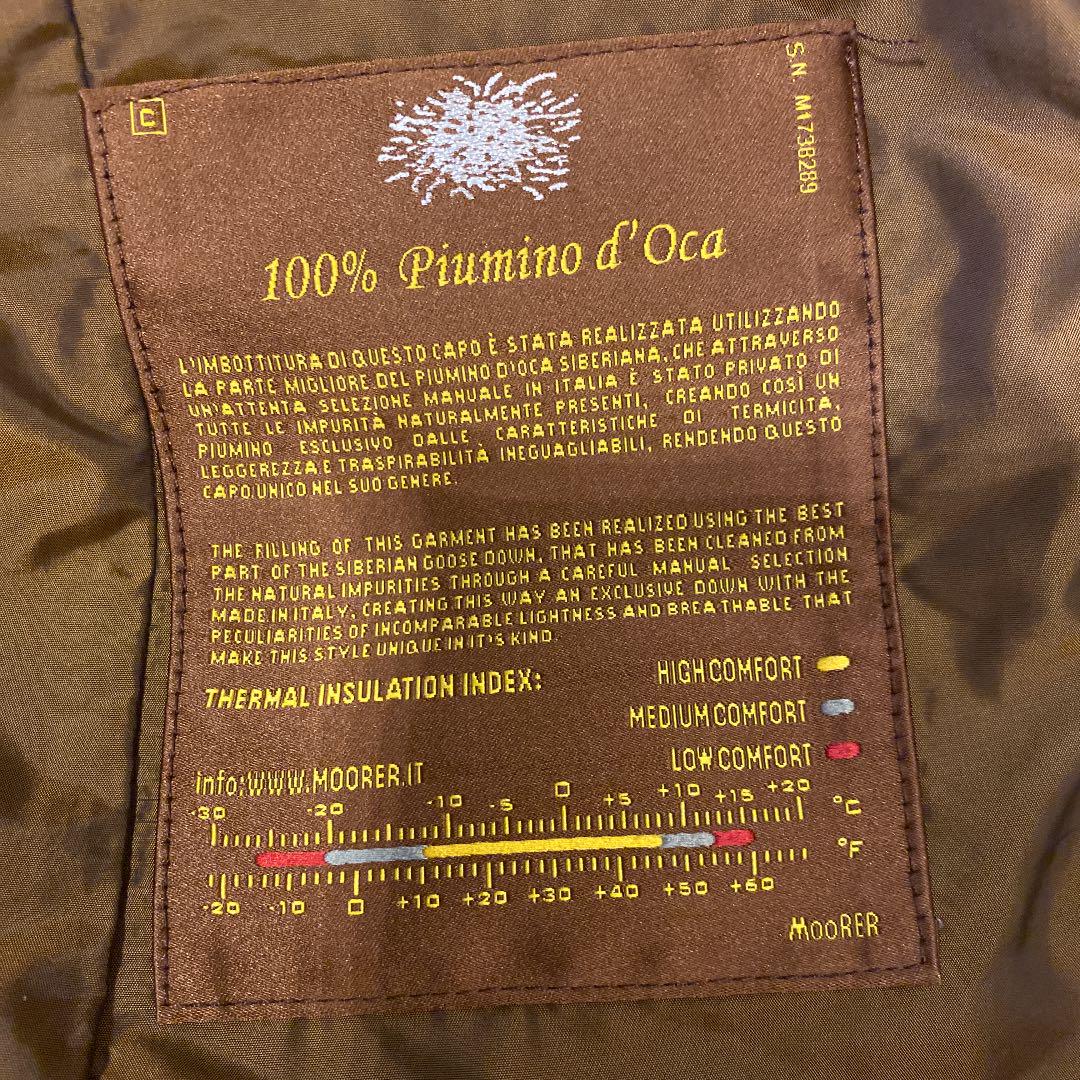 C
S.N. M1738289
100% Piumino d'Oca
L'IMBOTTITURA DI QUESTO CAPO È STATA REALIZZATA UTILIZZANDO
LA PARTE MIGLIORE DEL PIUMINO D'OCA SIBERIANA, CHE ATTRAVERSO
UN'ATTENTA SELEZIONE MANUALE IN ITALIA È STATO PRIVATO DI
TUTTE LE IMPURITÀ NATURALMENTE PRESENTI, CREANDO COSÌ UN
PIUMINO ESCLUSIVO DALLE CARATTERISTICHE DI TERMICITÀ,
LEGGEREZZA E TRASPIRABILITÀ INEGUAGLIABILI, RENDENDO QUESTO
CAPO UNICO NEL SUO GENERE.
THE FILLING OF THIS GARMENT HAS BEEN REALIZED USING THE BEST
PART OF THE SIBERIAN GOOSE DOWN, THAT HAS BEEN CLEANED FROM
THE NATURAL IMPURITIES THROUGH A CAREFUL MANUAL SELECTION
MADE IN ITALY, CREATING THIS WAY AN EXCLUSIVE DOWN WITH THE
PECULIARITIES OF INCOMPARABLE LIGHTNESS AND BREATHABLE THAT
MAKE THIS STYLE UNIQUE IN IT'S KIND.
THERMAL INSULATION INDEX:
HIGH COMFORT
MEDIUM COMFORT
LOW COMFORT
info:WWW.MOORER.IT
-30 -20 -10 -5 0 +5 +10 +15 +20 °C
°F
-20 -10 0 +10 +20 +30 +40 +50 +60
MOORER